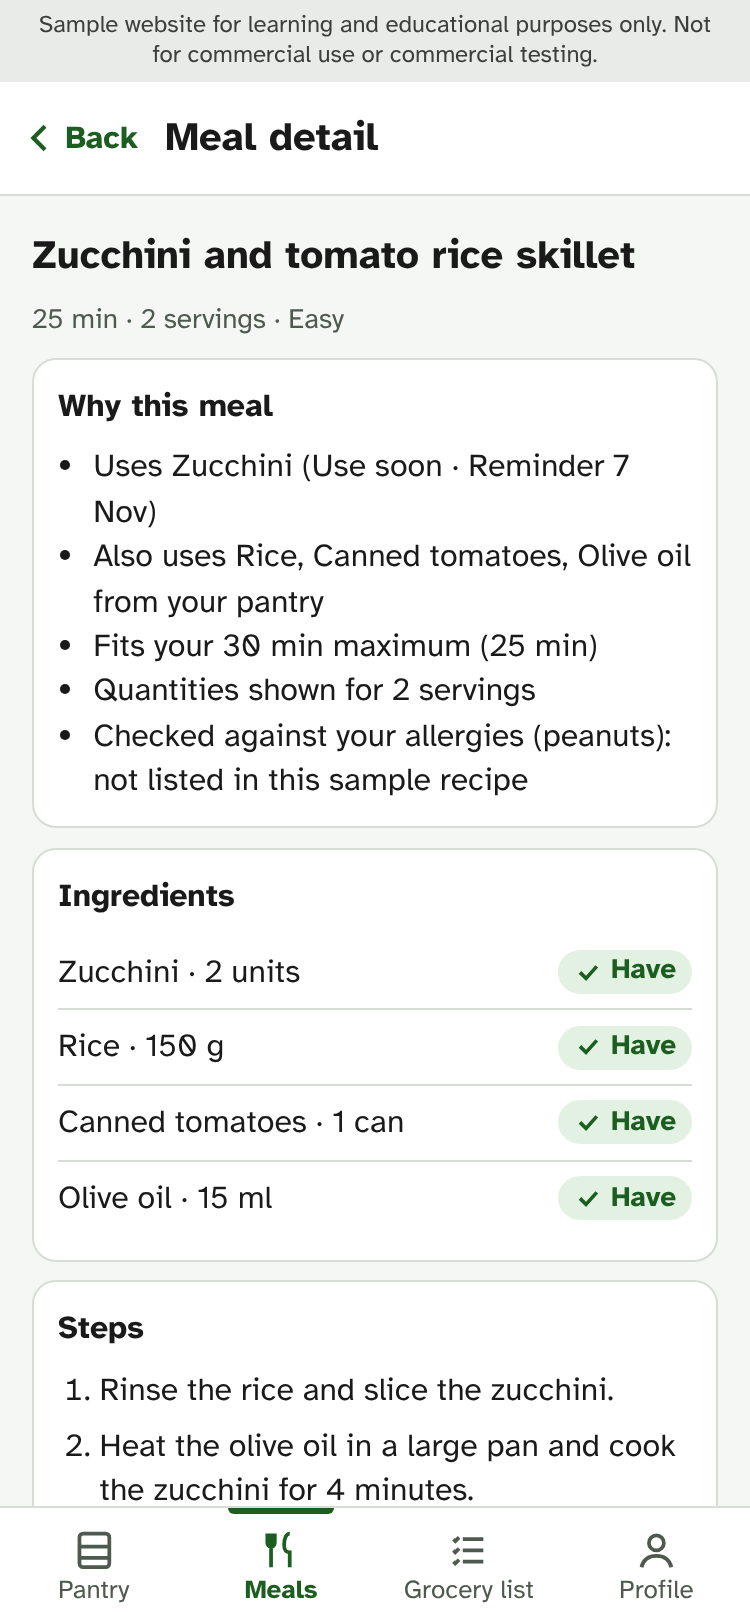 Sample website for learning and educational purposes only. Not
for commercial use or commercial testing.
Back Meal detail
Zucchini and tomato rice skillet
25 min · 2 servings · Easy
Why this meal
• Uses Zucchini (Use soon · Reminder 7
Nov)
• Also uses Rice, Canned tomatoes, Olive oil
from your pantry
• Fits your 30 min maximum (25 min)
• Quantities shown for 2 servings
• Checked against your allergies (peanuts):
not listed in this sample recipe
Ingredients
Zucchini · 2 units Have
Rice · 150 g Have
Canned tomatoes · 1 can Have
Olive oil · 15 ml Have
Steps
1. Rinse the rice and slice the zucchini.
2. Heat the olive oil in a large pan and cook
the zucchini for 4 minutes.
Pantry Meals Grocery list Profile